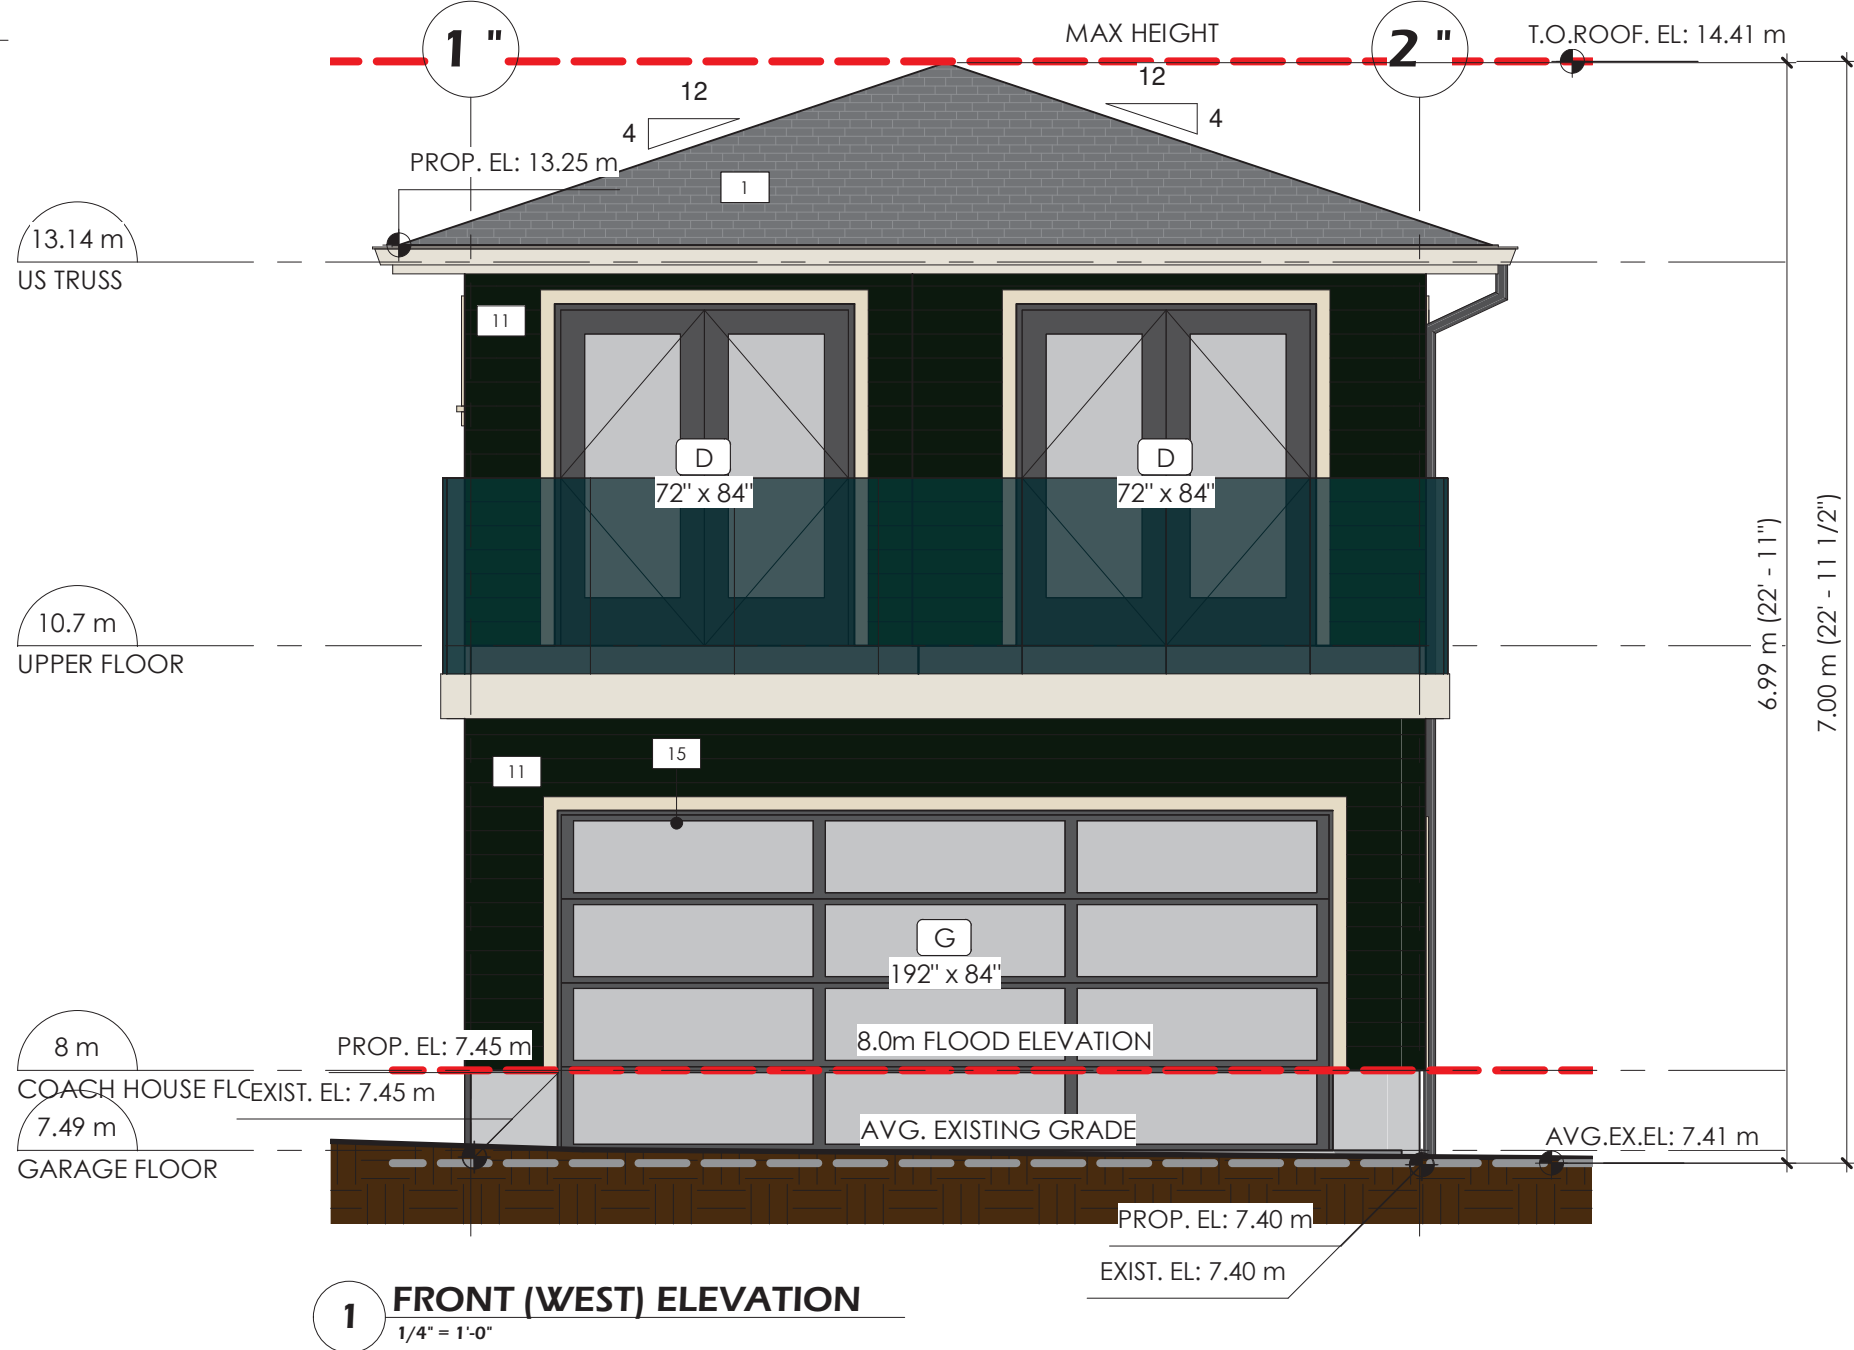 1 "
MAX HEIGHT
2 "
T.O.ROOF. EL: 14.41 m
12
4
12
4
PROP. EL: 13.25 m
1
13.14 m
US TRUSS
11
D
72" x 84"
D
72" x 84"
6.99 m (22' - 11")
7.00 m (22' - 11 1/2")
10.7 m
UPPER FLOOR
15
11
G
192" x 84"
8.0m FLOOD ELEVATION
8 m
COACH HOUSE FLO
PROP. EL: 7.45 m
EXIST. EL: 7.45 m
7.49 m
GARAGE FLOOR
AVG. EXISTING GRADE
AVG.EX.EL: 7.41 m
PROP. EL: 7.40 m
EXIST. EL: 7.40 m
1
FRONT (WEST) ELEVATION
1/4" = 1'-0"